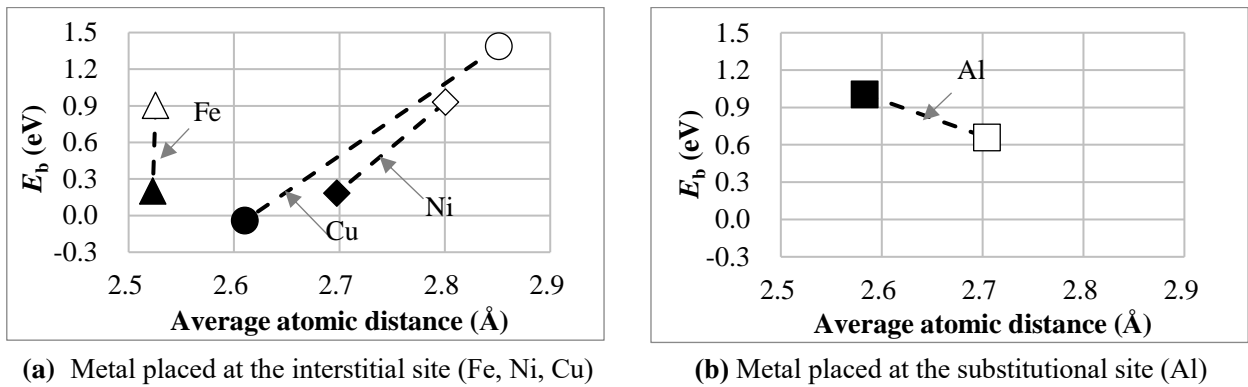 1.5
1.2
0.9
0.6
0.3
0.0
-0.3
E_b (eV)
Fe
Cu
Ni
2.5 2.6 2.7 2.8 2.9
Average atomic distance (Å)
(a) Metal placed at the interstitial site (Fe, Ni, Cu)
1.5
1.2
0.9
0.6
0.3
0.0
-0.3
E_b (eV)
Al
2.5 2.6 2.7 2.8 2.9
Average atomic distance (Å)
(b) Metal placed at the substitutional site (Al)